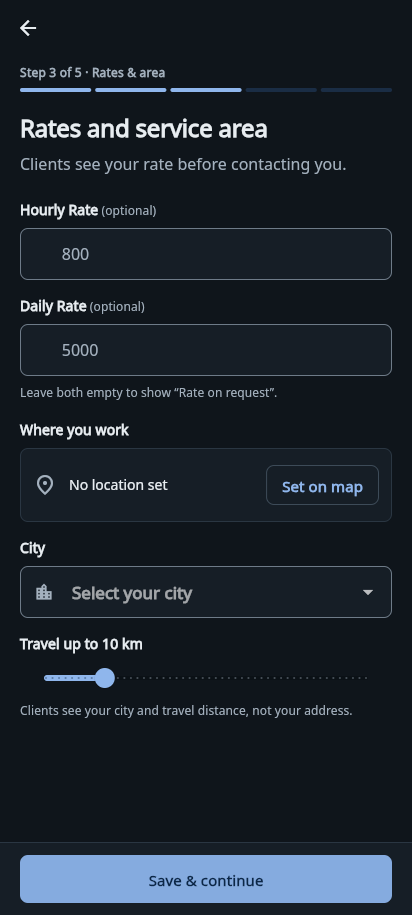 Step 3 of 5 · Rates & area
Rates and service area
Clients see your rate before contacting you.
Hourly Rate (optional)
800
Daily Rate (optional)
5000
Leave both empty to show “Rate on request”.
Where you work
No location set
Set on map
City
Select your city
Travel up to 10 km
Clients see your city and travel distance, not your address.
Save & continue